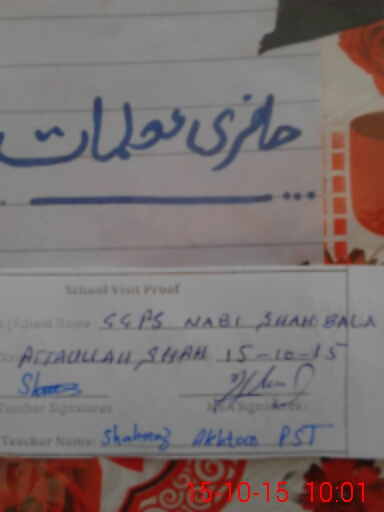 حاضری معلمات
School Visit Proof
School Name: GGPS NABI SHAH BALA
ATTAULLAH SHAH 15-10-15
Teacher Signatures Signatures
Teacher Name: Shahnaz Akhtar PST
15-10-15 10:01